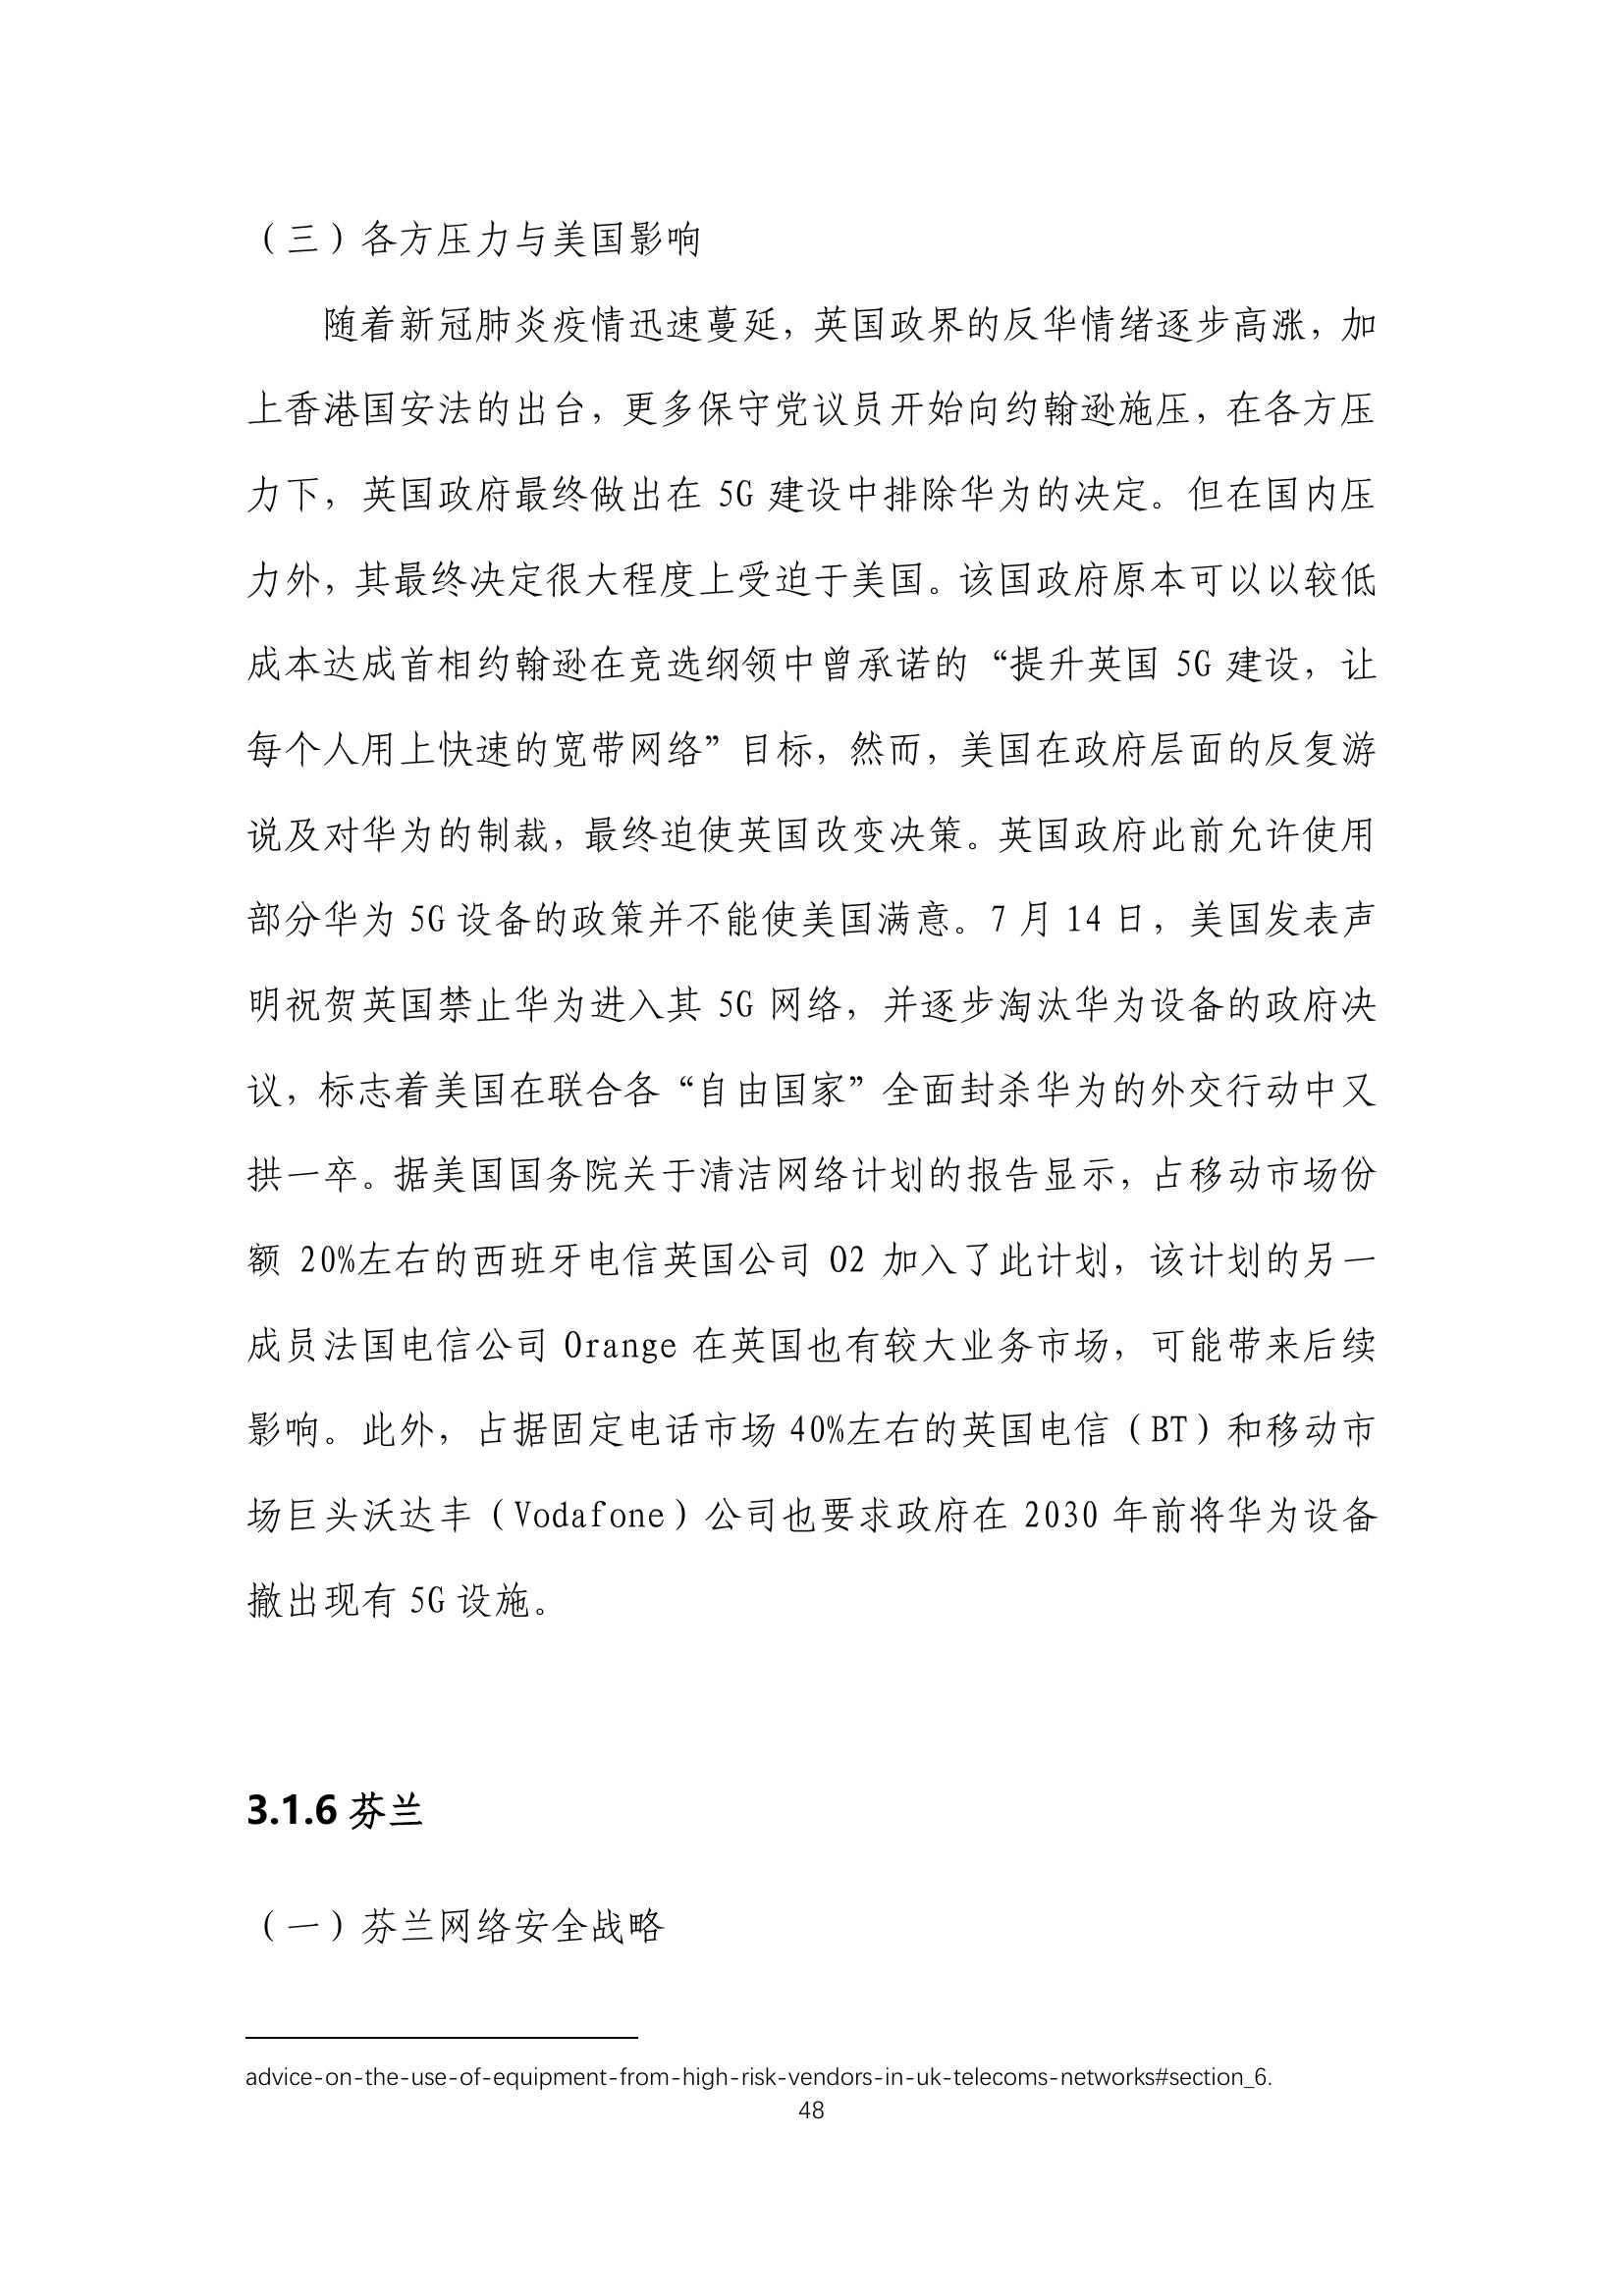 （三）各方压力与美国影响
随着新冠肺炎疫情迅速蔓延，英国政界的反华情绪逐步高涨，加
上香港国安法的出台，更多保守党议员开始向约翰逊施压，在各方压
力下，英国政府最终做出在 5G 建设中排除华为的决定。但在国内压
力外，其最终决定很大程度上受迫于美国。该国政府原本可以以较低
成本达成首相约翰逊在竞选纲领中曾承诺的“提升英国 5G 建设，让
每个人用上快速的宽带网络”目标，然而，美国在政府层面的反复游
说及对华为的制裁，最终迫使英国改变决策。英国政府此前允许使用
部分华为 5G 设备的政策并不能使美国满意。7 月 14 日，美国发表声
明祝贺英国禁止华为进入其 5G 网络，并逐步淘汰华为设备的政府决
议，标志着美国在联合各“自由国家”全面封杀华为的外交行动中又
拱一卒。据美国国务院关于清洁网络计划的报告显示，占移动市场份
额 20%左右的西班牙电信英国公司 O2 加入了此计划，该计划的另一
成员法国电信公司 Orange 在英国也有较大业务市场，可能带来后续
影响。此外，占据固定电话市场 40%左右的英国电信（BT）和移动市
场巨头沃达丰（Vodafone）公司也要求政府在 2030 年前将华为设备
撤出现有 5G 设施。
3.1.6 芬兰
（一）芬兰网络安全战略
advice-on-the-use-of-equipment-from-high-risk-vendors-in-uk-telecoms-networks#section_6.
48